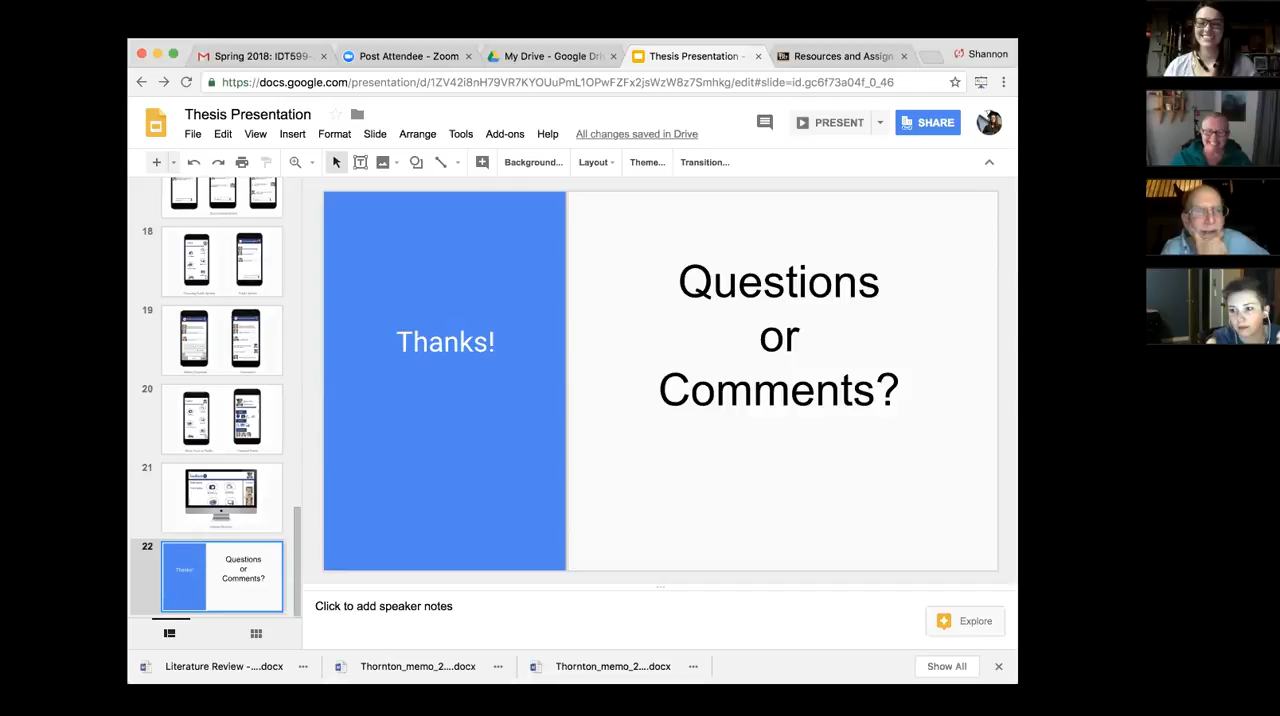 Spring 2018: IDT599-
Post Attendee - Zoom
My Drive - Google Dri
Thesis Presentation -
Resources and Assign
Shannon
https://docs.google.com/presentation/d/1ZV42i8nH79VR7KYOUuPmL1OPwFZFx2jsWzW8z7Smhkg/edit#slide=id.gc6f73a04f_0_46
Thesis Presentation
File Edit View Insert Format Slide Arrange Tools Add-ons Help All changes saved in Drive
PRESENT
SHARE
Background...
Layout
Theme...
Transition...
18
19
20
21
22
Thanks!
Questions
or
Comments?
Thanks!
Questions
or
Comments?
Click to add speaker notes
Explore
Literature Review -....docx
Thornton_memo_2....docx
Thornton_memo_2....docx
Show All